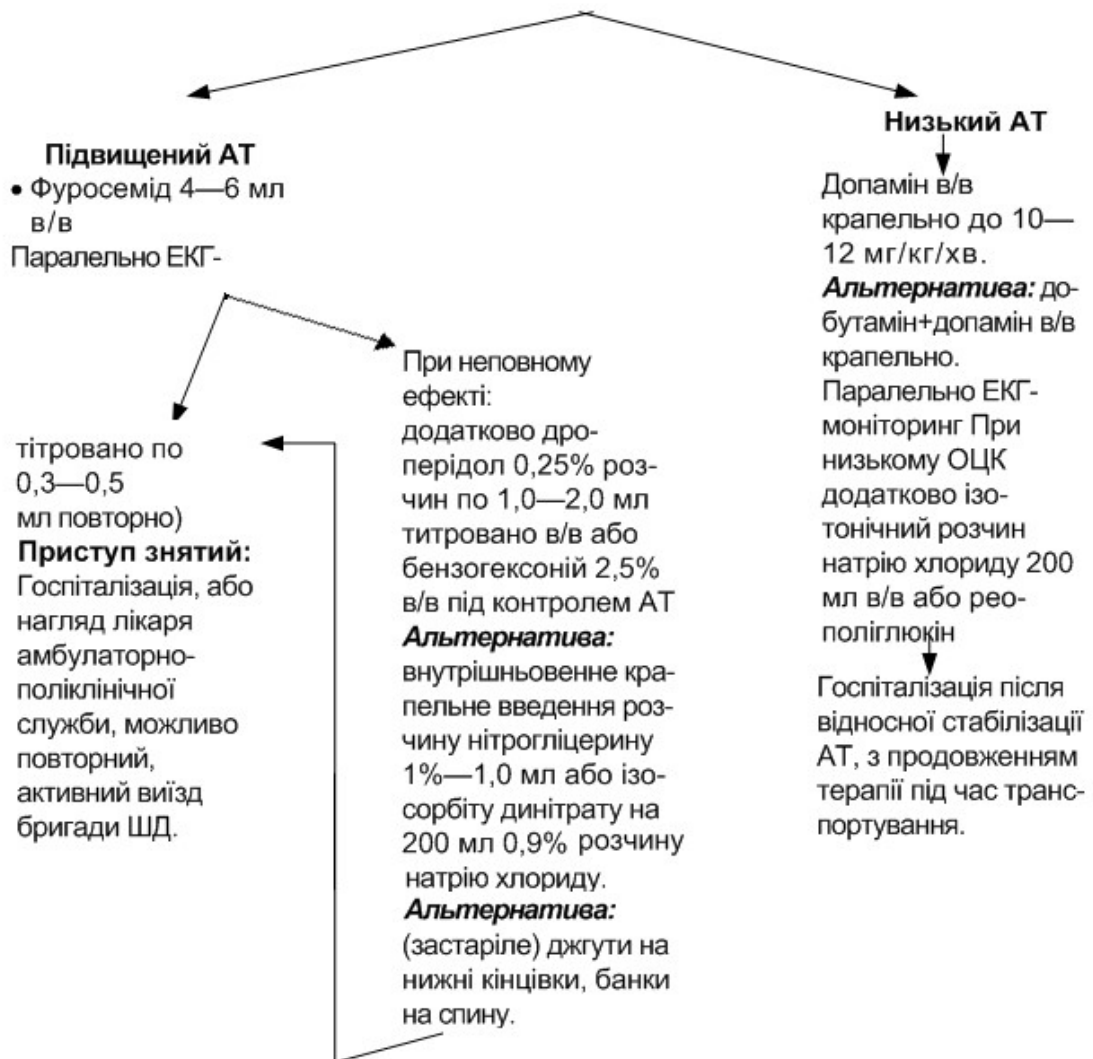 Підвищений АТ
• Фуросемід 4—6 мл
в/в
Паралельно ЕКГ-
тітровано по
0,3—0,5
мл повторно)
Приступ знятий:
Госпіталізація, або
нагляд лікаря
амбулаторно-
поліклінічної
служби, можливо
повторний,
активний виїзд
бригади ШД.
При неповному
ефекті:
додатково дро-
перідол 0,25% роз-
чин по 1,0—2,0 мл
титровано в/в або
бензогексоній 2,5%
в/в під контролем АТ
Альтернатива:
внутрішньовенне кра-
пельне введення роз-
чину нітрогліцерину
1%—1,0 мл або ізо-
сорбіту динітрату на
200 мл 0,9% розчину
натрію хлориду.
Альтернатива:
(застаріле) джгути на
нижні кінцівки, банки
на спину.
Низький АТ
Допамін в/в
крапельно до 10—
12 мг/кг/хв.
Альтернатива: до-
бутамін+допамін в/в
крапельно.
Паралельно ЕКГ-
моніторинг При
низькому ОЦК
додатково ізо-
тонічний розчин
натрію хлориду 200
мл в/в або рео-
поліглюкін
Госпіталізація після
відносної стабілізації
АТ, з продовженням
терапії під час транс-
портування.